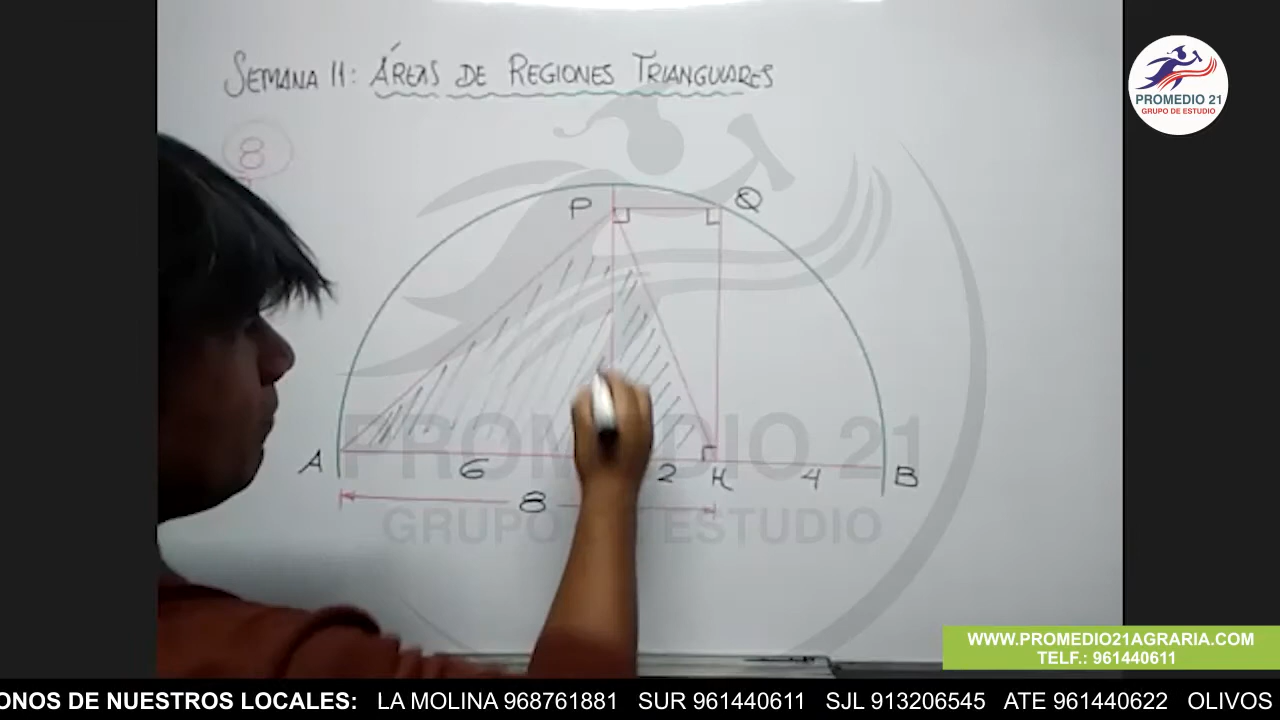 SEMANA 11: ÁREAS DE REGIONES TRIANGULARES
PROMEDIO 21
GRUPO DE ESTUDIO
8
P
Q
A
6
2
H
4
B
8
PROMEDIO 21
GRUPO DE ESTUDIO
WWW.PROMEDIO21AGRARIA.COM
TELF.: 961440611
ONOS DE NUESTROS LOCALES: LA MOLINA 968761881 SUR 961440611 SJL 913206545 ATE 961440622 OLIVOS